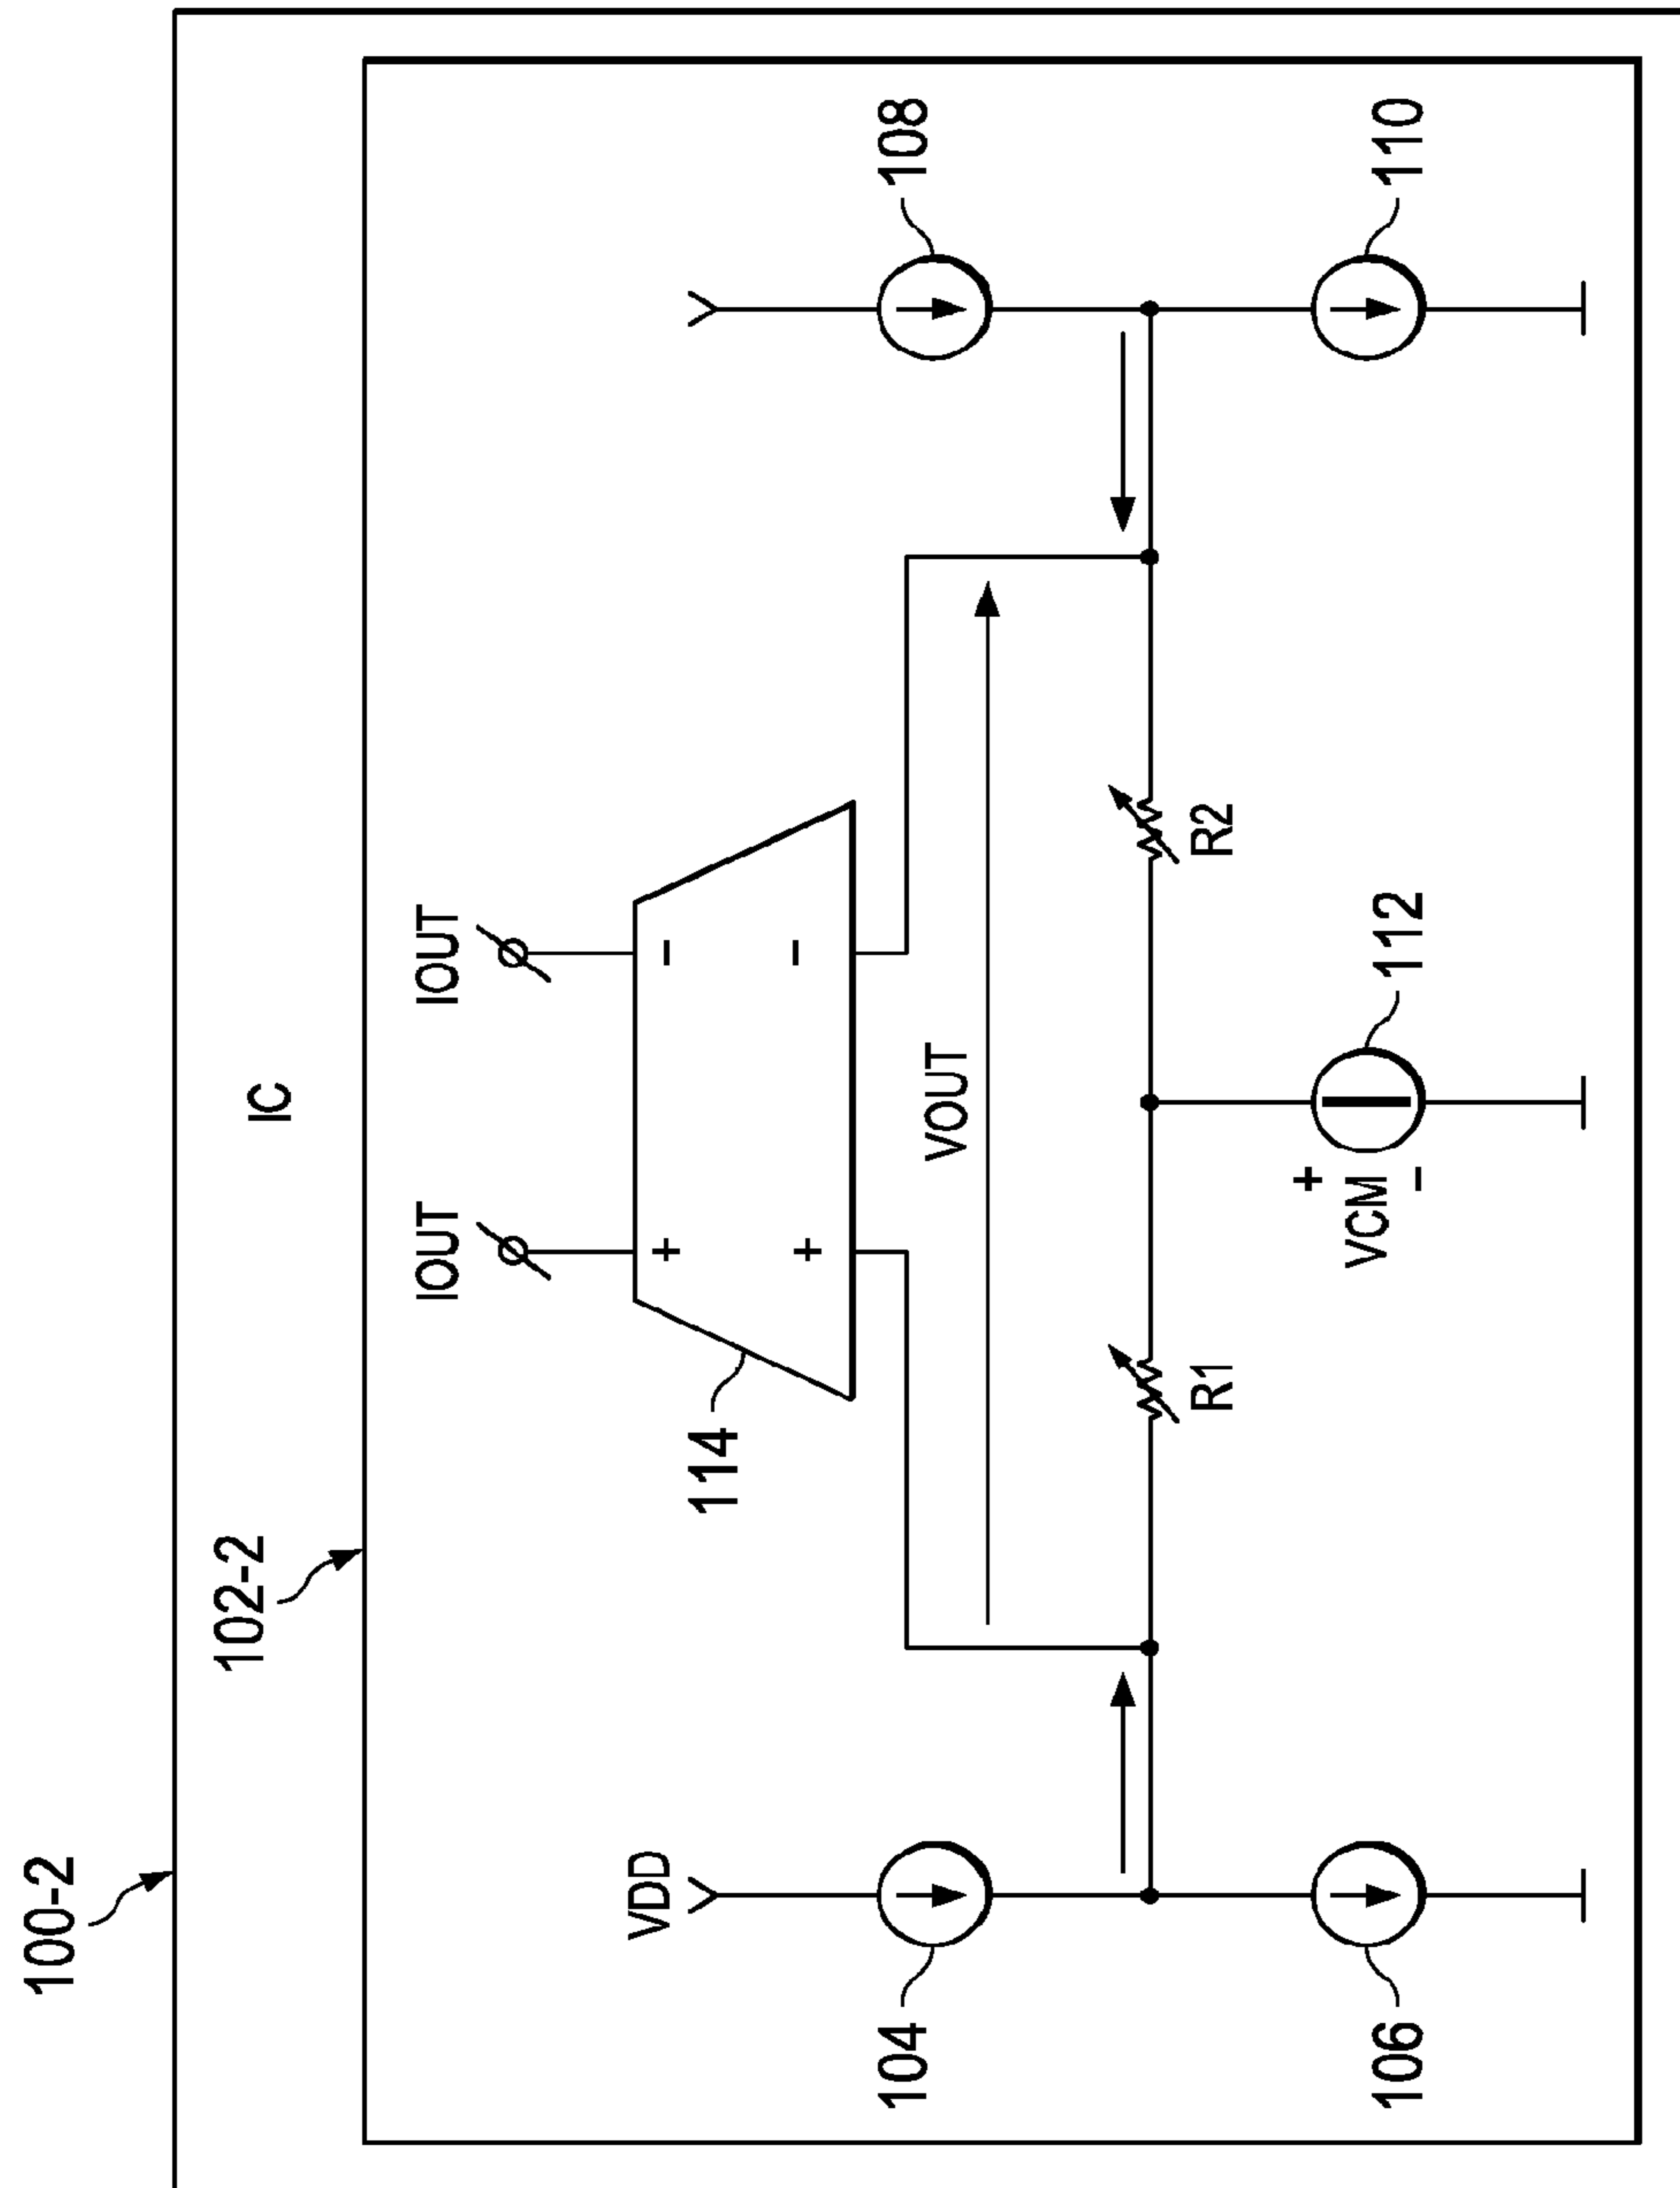 100-2
IC
102-2
IOUT
IOUT
VDD
114
+
-
+
-
104
108
VOUT
R1
R2
+
VCM
-
106
112
110